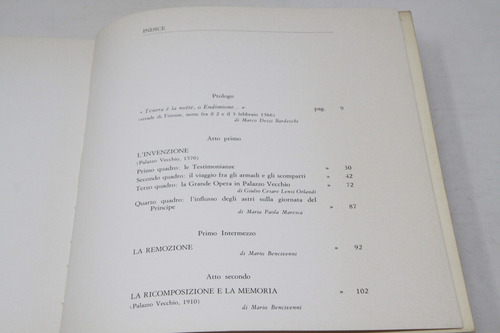 INDICE
Prologo
« Tenera è la notte, o Endimione... » pag. 9
(strade di Firenze, notte fra il 2 e il 3 febbraio 1566)
di Marco Dezzi Bardeschi
Atto primo
L'INVENZIONE
(Palazzo Vecchio, 1570)
Primo quadro: le Testimonianze » 30
Secondo quadro: il viaggio fra gli armadi e gli scomparti » 42
Terzo quadro: la Grande Opera in Palazzo Vecchio » 72
di Giulio Cesare Lensi Orlandi
Quarto quadro: l'influsso degli astri sulla giornata del
Principe » 87
di Maria Paola Maresca
Primo Intermezzo
LA REMOZIONE » 92
di Mario Bencivenni
Atto secondo
LA RICOMPOSIZIONE E LA MEMORIA » 102
(Palazzo Vecchio, 1910)
di Mario Bencivenni